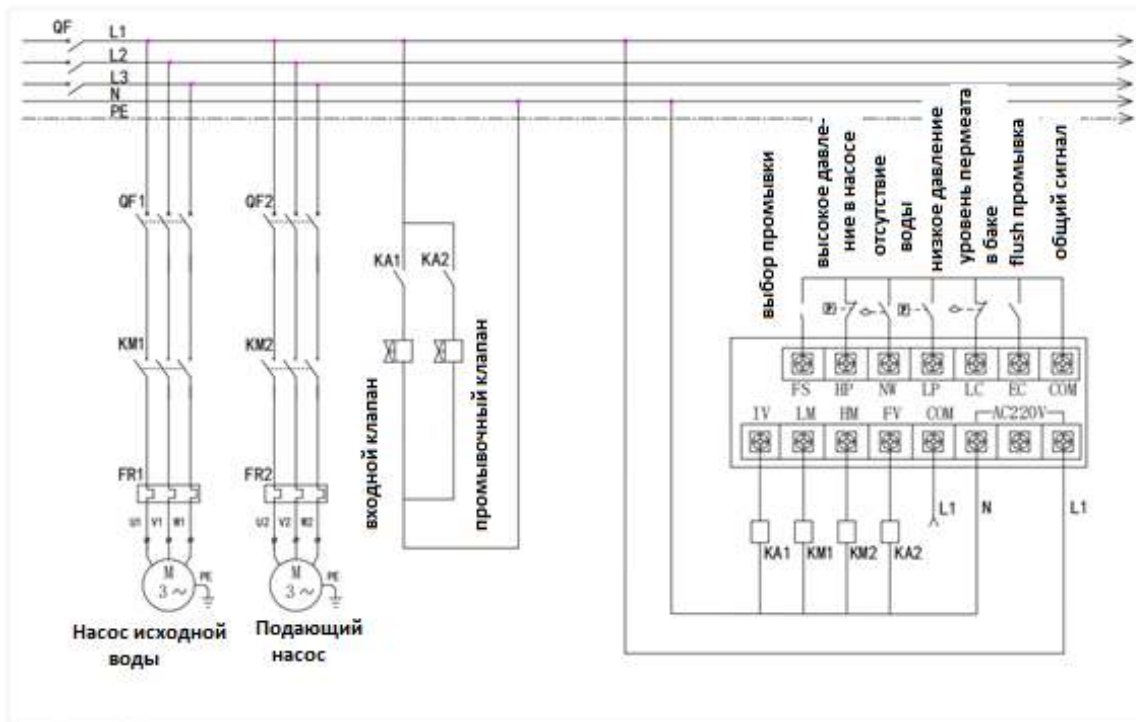 QF
L1
L2
L3
N
PE
QF1
QF2
KA1
KA2
KM1
KM2
FR1
FR2
U1 V1 W1
U2 V2 W2
M
3 ~
PE
M
3 ~
PE
Насос исходной
воды
Подающий
насос
входной клапан
промывочный клапан
выбор промывки
высокое давле-
ние в насосе
отсутствие
воды
низкое давление
уровень пермеата
в баке
flush промывка
общий сигнал
P
P
FS HP NW LP LC EC COM
IV LM HM FV COM AC220V
L1 N L1
KA1 KM1 KM2 KA2